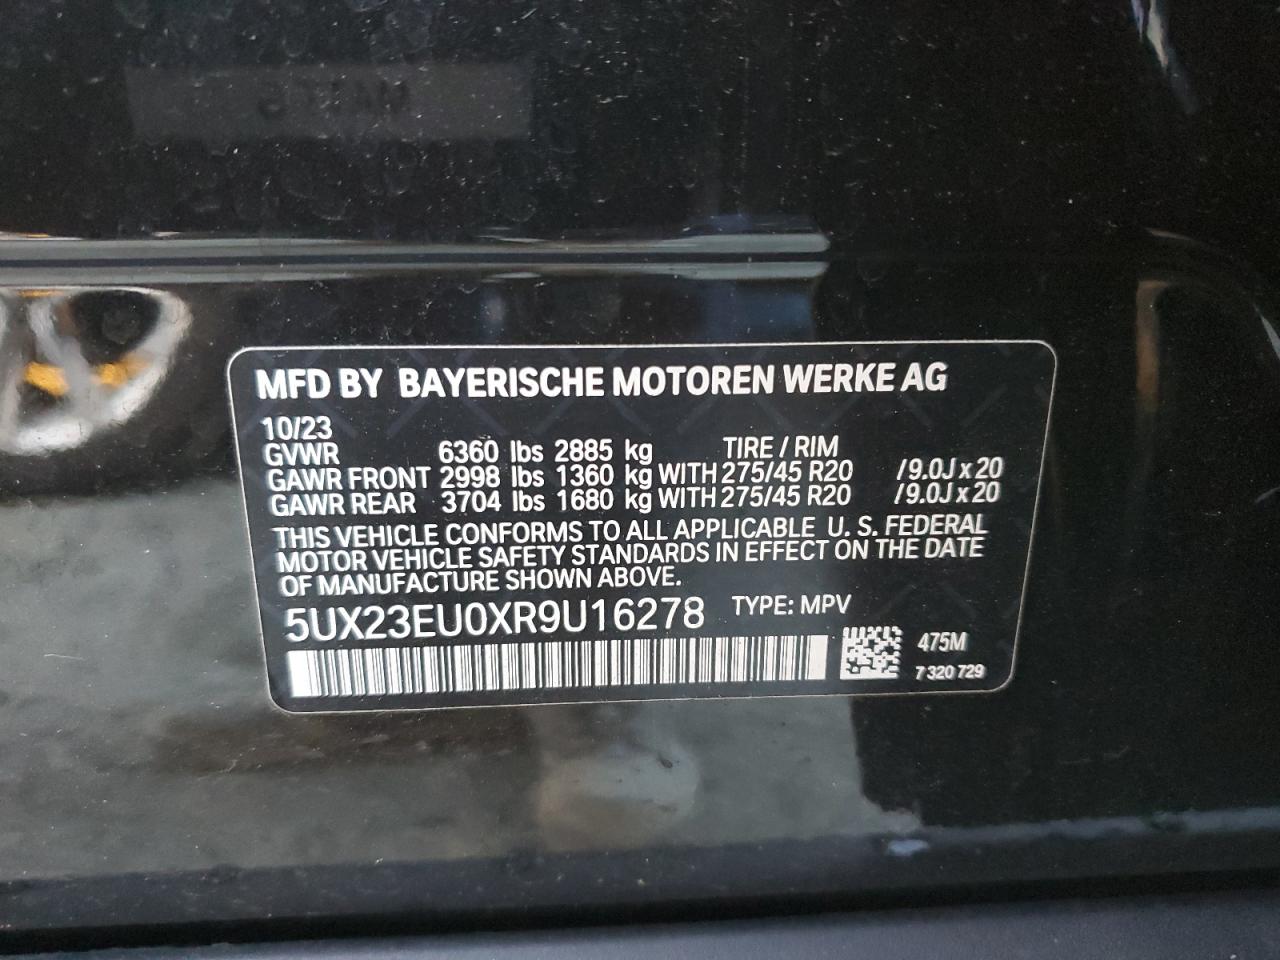 MFD BY BAYERISCHE MOTOREN WERKE AG
10/23
GVWR 6360 lbs 2885 kg TIRE / RIM
GAWR FRONT 2998 lbs 1360 kg WITH 275/45 R20 /9.0J x 20
GAWR REAR 3704 lbs 1680 kg WITH 275/45 R20 /9.0J x 20
THIS VEHICLE CONFORMS TO ALL APPLICABLE U. S. FEDERAL
MOTOR VEHICLE SAFETY STANDARDS IN EFFECT ON THE DATE
OF MANUFACTURE SHOWN ABOVE.
5UX23EU0XR9U16278 TYPE: MPV
475M
7 320 729